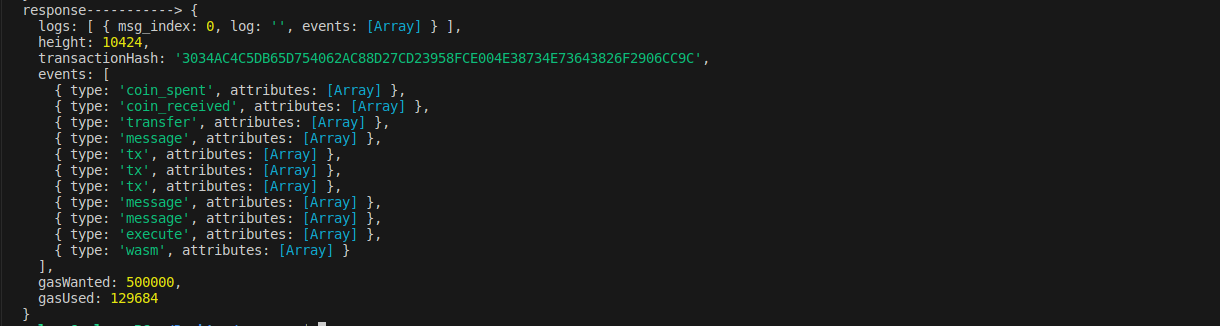 response-----------> {
  logs: [ { msg_index: 0, log: '', events: [Array] } ],
  height: 10424,
  transactionHash: '3034AC4C5DB65D754062AC88D27CD23958FCE004E38734E73643826F2906CC9C',
  events: [
    { type: 'coin_spent', attributes: [Array] },
    { type: 'coin_received', attributes: [Array] },
    { type: 'transfer', attributes: [Array] },
    { type: 'message', attributes: [Array] },
    { type: 'tx', attributes: [Array] },
    { type: 'tx', attributes: [Array] },
    { type: 'tx', attributes: [Array] },
    { type: 'message', attributes: [Array] },
    { type: 'message', attributes: [Array] },
    { type: 'execute', attributes: [Array] },
    { type: 'wasm', attributes: [Array] }
  ],
  gasWanted: 500000,
  gasUsed: 129684
}